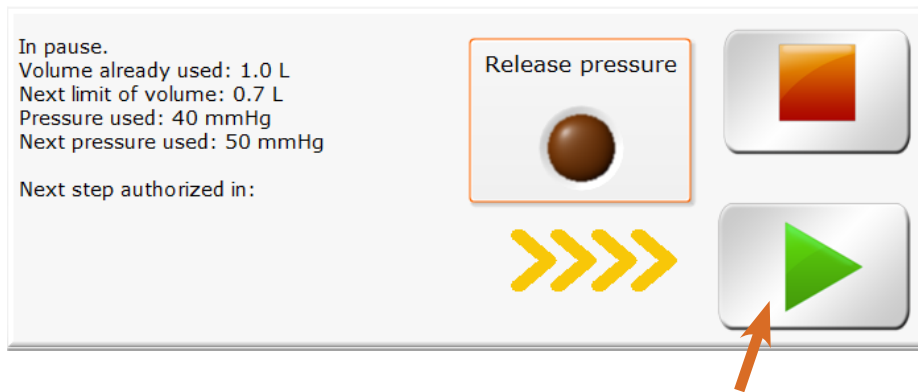 In pause.
Volume already used: 1.0 L
Next limit of volume: 0.7 L
Pressure used: 40 mmHg
Next pressure used: 50 mmHg
Next step authorized in:
Release pressure